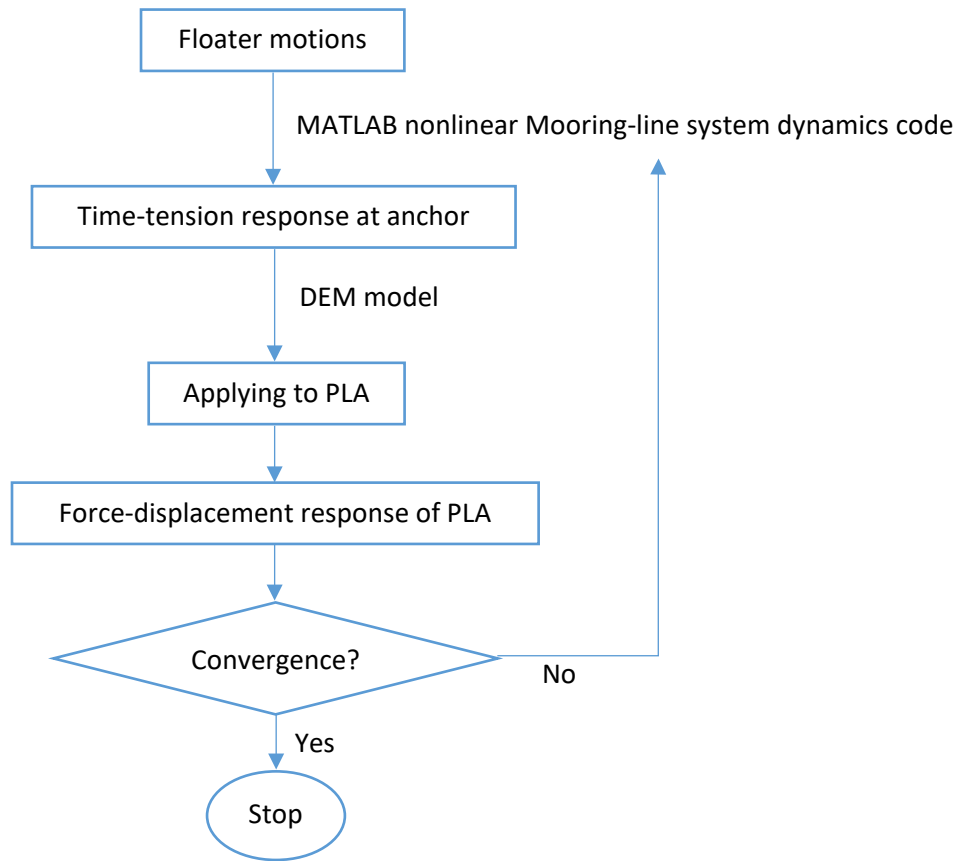 Floater motions
MATLAB nonlinear Mooring-line system dynamics code
Time-tension response at anchor
DEM model
Applying to PLA
Force-displacement response of PLA
Convergence?
No
Yes
Stop